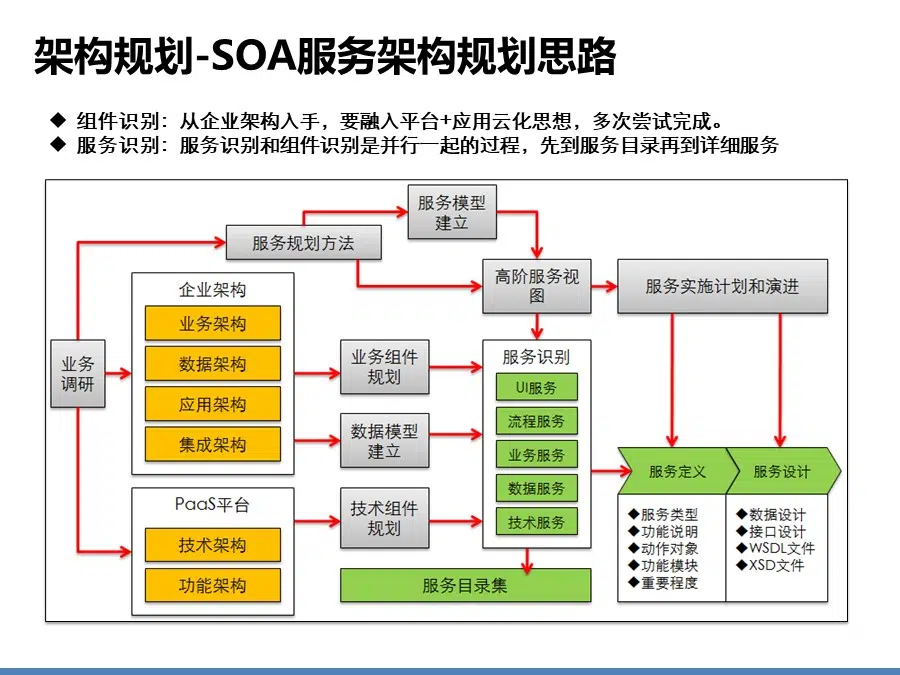 架构规划-SOA服务架构规划思路
◆ 组件识别：从企业架构入手，要融入平台+应用云化思想，多次尝试完成。
◆ 服务识别：服务识别和组件识别是并行一起的过程，先到服务目录再到详细服务
服务模型
建立
服务规划方法
高阶服务视
图
服务实施计划和演进
业务
调研
企业架构
业务架构
数据架构
应用架构
集成架构
业务组件
规划
数据模型
建立
服务识别
UI服务
流程服务
业务服务
数据服务
技术服务
PaaS平台
技术架构
功能架构
技术组件
规划
服务目录集
服务定义
◆服务类型
◆功能说明
◆动作对象
◆功能模块
◆重要程度
服务设计
◆数据设计
◆接口设计
◆WSDL文件
◆XSD文件